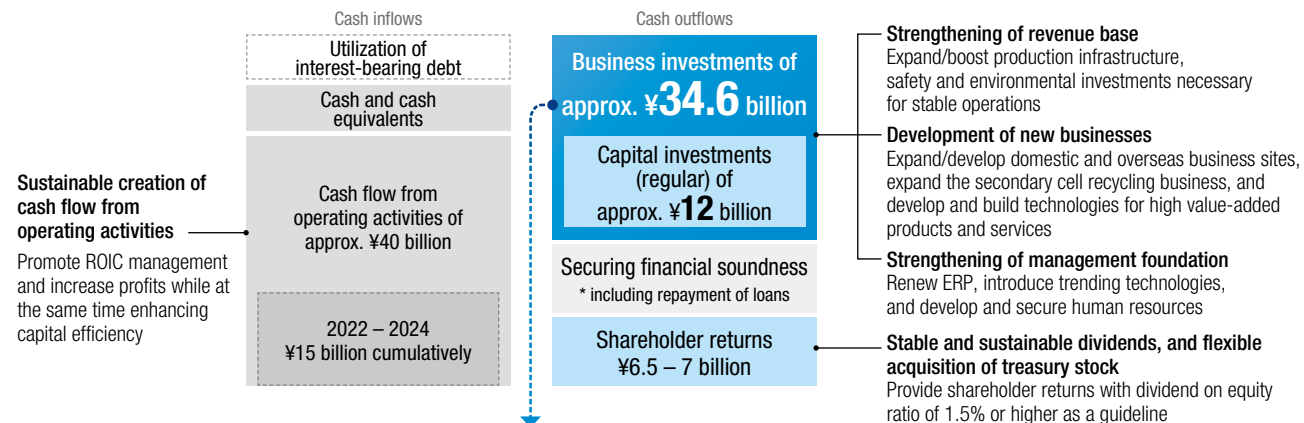 Cash inflows
Utilization of
interest-bearing debt
Cash and cash
equivalents
Cash flow from
operating activities of
approx. ¥40 billion
2022 – 2024
¥15 billion cumulatively
Sustainable creation of
cash flow from
operating activities
Promote ROIC management
and increase profits while at
the same time enhancing
capital efficiency
Cash outflows
Business investments of
approx. ¥34.6 billion
Capital investments
(regular) of
approx. ¥12 billion
Securing financial soundness
* including repayment of loans
Shareholder returns
¥6.5 – 7 billion
Strengthening of revenue base
Expand/boost production infrastructure,
safety and environmental investments necessary
for stable operations
Development of new businesses
Expand/develop domestic and overseas business sites,
expand the secondary cell recycling business, and
develop and build technologies for high value-added
products and services
Strengthening of management foundation
Renew ERP, introduce trending technologies,
and develop and secure human resources
Stable and sustainable dividends, and flexible
acquisition of treasury stock
Provide shareholder returns with dividend on equity
ratio of 1.5% or higher as a guideline